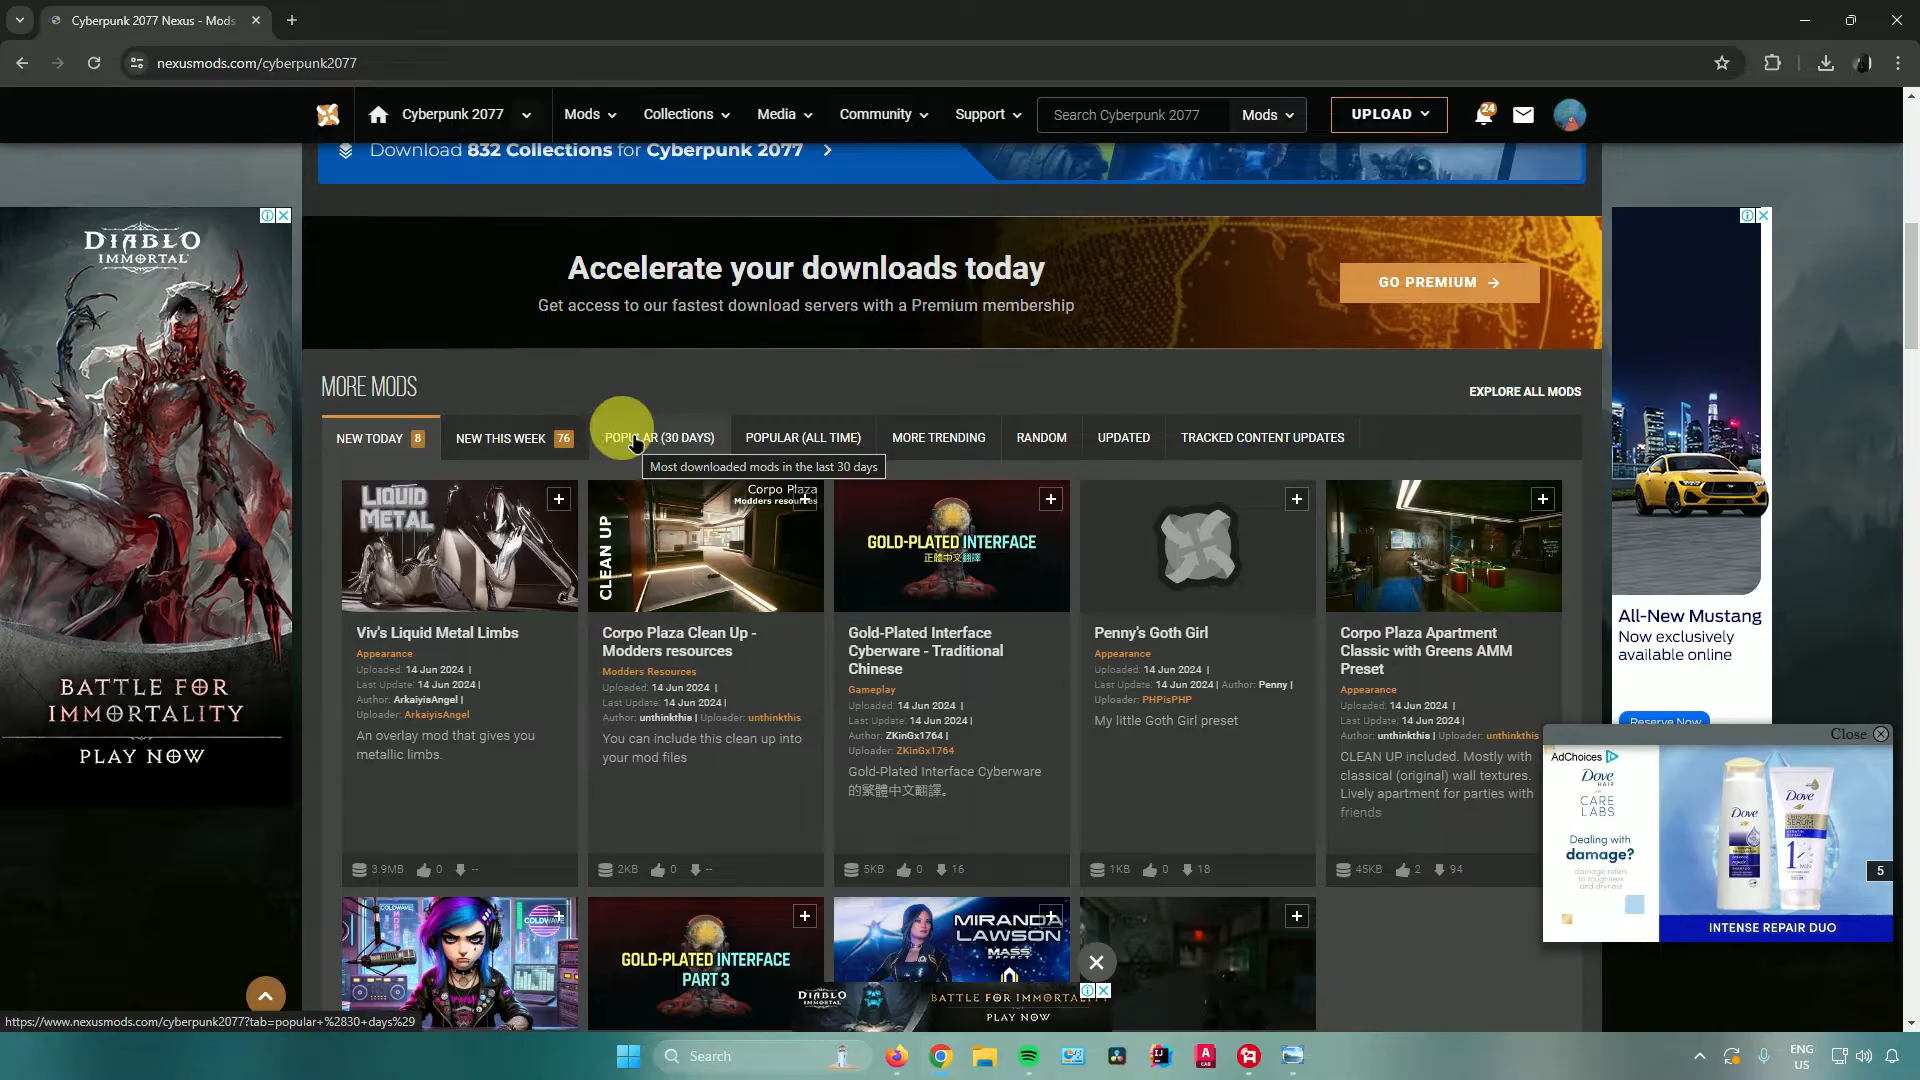 Cyberpunk 2077 Nexus - Mods
nexusmods.com/cyberpunk2077
Cyberpunk 2077
Mods
Collections
Media
Community
Support
Search Cyberpunk 2077
Mods
UPLOAD
24
Download 832 Collections for Cyberpunk 2077
DIABLO
IMMORTAL
BATTLE FOR
IMMORTALITY
PLAY NOW
Accelerate your downloads today
Get access to our fastest download servers with a Premium membership
GO PREMIUM
MORE MODS
EXPLORE ALL MODS
NEW TODAY 8
NEW THIS WEEK 76
POPULAR (30 DAYS)
POPULAR (ALL TIME)
MORE TRENDING
RANDOM
UPDATED
TRACKED CONTENT UPDATES
Most downloaded mods in the last 30 days
LIQUID
METAL
Viv's Liquid Metal Limbs
Appearance
Uploaded: 14 Jun 2024 |
Last Update: 14 Jun 2024 |
Author: ArkaiyisAngel |
Uploader: ArkaiyisAngel
An overlay mod that gives you
metallic limbs.
3.9MB 0 --
Corpo Plaza
Modders resources
CLEAN UP
Corpo Plaza Clean Up -
Modders resources
Modders Resources
Uploaded: 14 Jun 2024 |
Last Update: 14 Jun 2024 |
Author: unthinkthis | Uploader: unthinkthis
You can include this clean up into
your mod files
2KB 0 --
GOLD-PLATED INTERFACE
正體中文翻譯
Gold-Plated Interface
Cyberware - Traditional
Chinese
Gameplay
Uploaded: 14 Jun 2024 |
Last Update: 14 Jun 2024 |
Author: ZKinGx1764 |
Uploader: ZKinGx1764
Gold-Plated Interface Cyberware
的繁體中文翻譯。
5KB 0 16
Penny's Goth Girl
Appearance
Uploaded: 14 Jun 2024 |
Last Update: 14 Jun 2024 | Author: Penny |
Uploader: PHPisPHP
My little Goth Girl preset
1KB 0 18
Corpo Plaza Apartment
Classic with Greens AMM
Preset
Appearance
Uploaded: 14 Jun 2024 |
Last Update: 14 Jun 2024 |
Author: unthinkthis | Uploader: unthinkthis
CLEAN UP included. Mostly with
classical (original) wall textures.
Lively apartment for parties with
friends
45KB 2 94
All-New Mustang
Now exclusively
available online
Reserve Now
Close
AdChoices
Dove
HAIR
CARE
LABS
Dealing with
damage?
damage refers
to roughness
and dryness
Dove
Dove
INTENSE REPAIR DUO
5
COLDWAVE
COLDWAVE
GOLD-PLATED INTERFACE
PART 3
MIRANDA
LAWSON
MASS EFFECT
DIABLO
IMMORTAL
BATTLE FOR IMMORTALITY
PLAY NOW
https://www.nexusmods.com/cyberpunk2077?tab=popular+%2830+days%29
Search
ENG
US